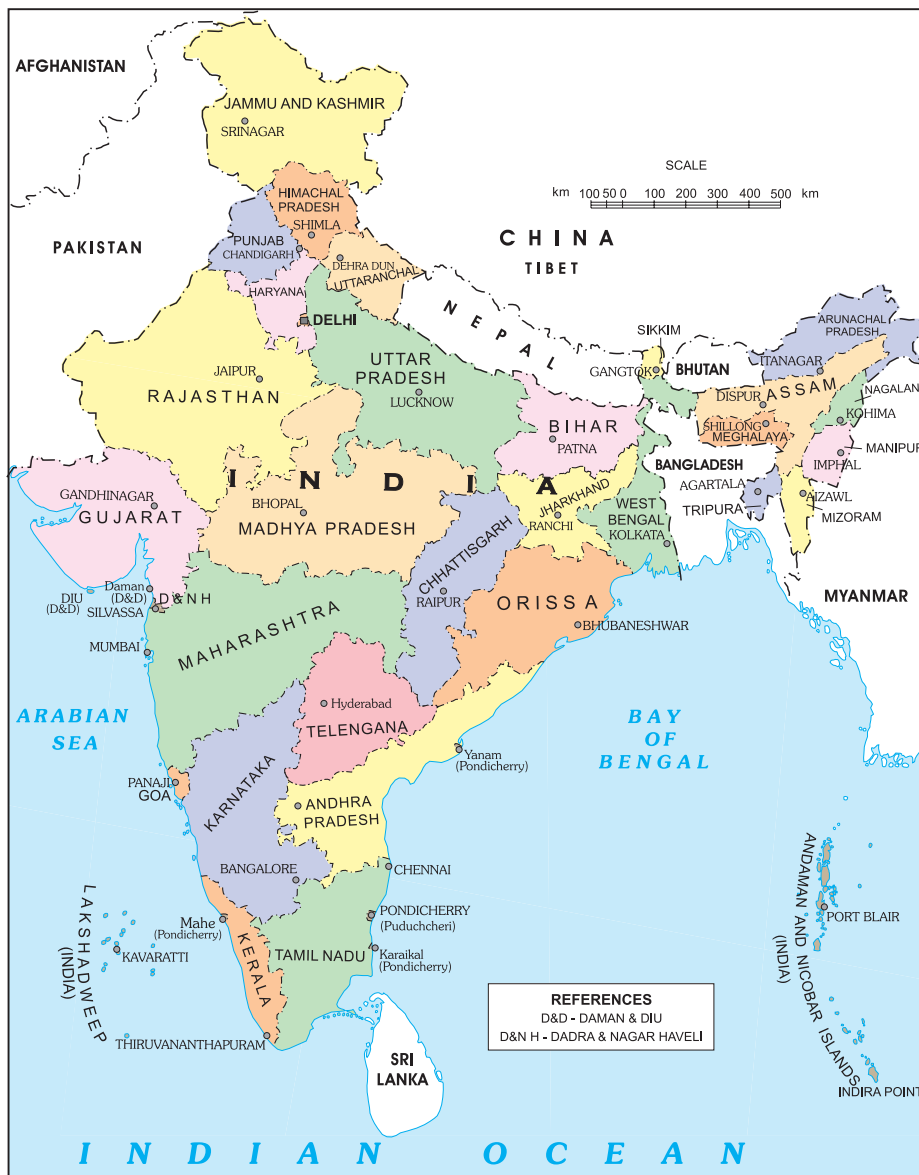 AFGHANISTAN
JAMMU AND KASHMIR
SRINAGAR
SCALE
km 100 50 0 100 200 300 400 500 km
HIMACHAL
PRADESH
SHIMLA
PAKISTAN
PUNJAB
CHANDIGARH
CHINA
TIBET
DEHRA DUN
UTTARANCHAL
HARYANA
DELHI
NEPAL
SIKKIM
ARUNACHAL
PRADESH
UTTAR
PRADESH
LUCKNOW
JAIPUR
RAJASTHAN
GANGTOK
BHUTAN
ITANAGAR
DISPUR
ASSAM
NAGALAN
KOHIMA
SHILLONG
MEGHALAYA
BIHAR
PATNA
MANIPUR
IMPHAL
BANGLADESH
INDIA
GANDHINAGAR
GUJARAT
BHOPAL
MADHYA PRADESH
JHARKHAND
RANCHI
WEST
BENGAL
KOLKATA
AGARTALA
TRIPURA
AIZAWL
MIZORAM
CHHATTISGARH
RAIPUR
ORISSA
BHUBANESHWAR
MYANMAR
DIU
(D&D)
Daman
(D&D)
D&NH
SILVASSA
MUMBAI
MAHARASHTRA
Hyderabad
TELENGANA
ARABIAN
SEA
BAY
OF
BENGAL
Yanam
(Pondicherry)
PANAJI
GOA
KARNATAKA
ANDHRA
PRADESH
BANGALORE
CHENNAI
LAKSHADWEEP
(INDIA)
KAVARATTI
Mahe
(Pondicherry)
PONDICHERRY
(Puduchcheri)
KERALA
TAMIL NADU
Karaikal
(Pondicherry)
THIRUVANANTHAPURAM
SRI
LANKA
ANDAMAN AND NICOBAR ISLANDS
(INDIA)
PORT BLAIR
INDIRA POINT
REFERENCES
D&D - DAMAN & DIU
D&N H - DADRA & NAGAR HAVELI
INDIAN OCEAN